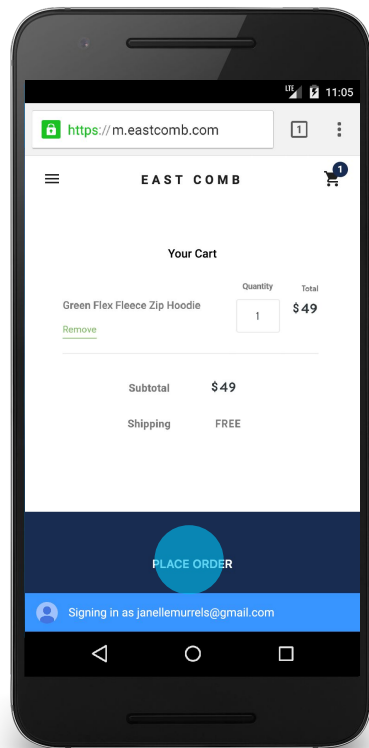 LTE 11:05
https://m.eastcomb.com 1
EAST COMB 1
Your Cart
Quantity Total
Green Flex Fleece Zip Hoodie 1 $49
Remove
Subtotal $49
Shipping FREE
PLACE ORDER
Signing in as janellemurrels@gmail.com